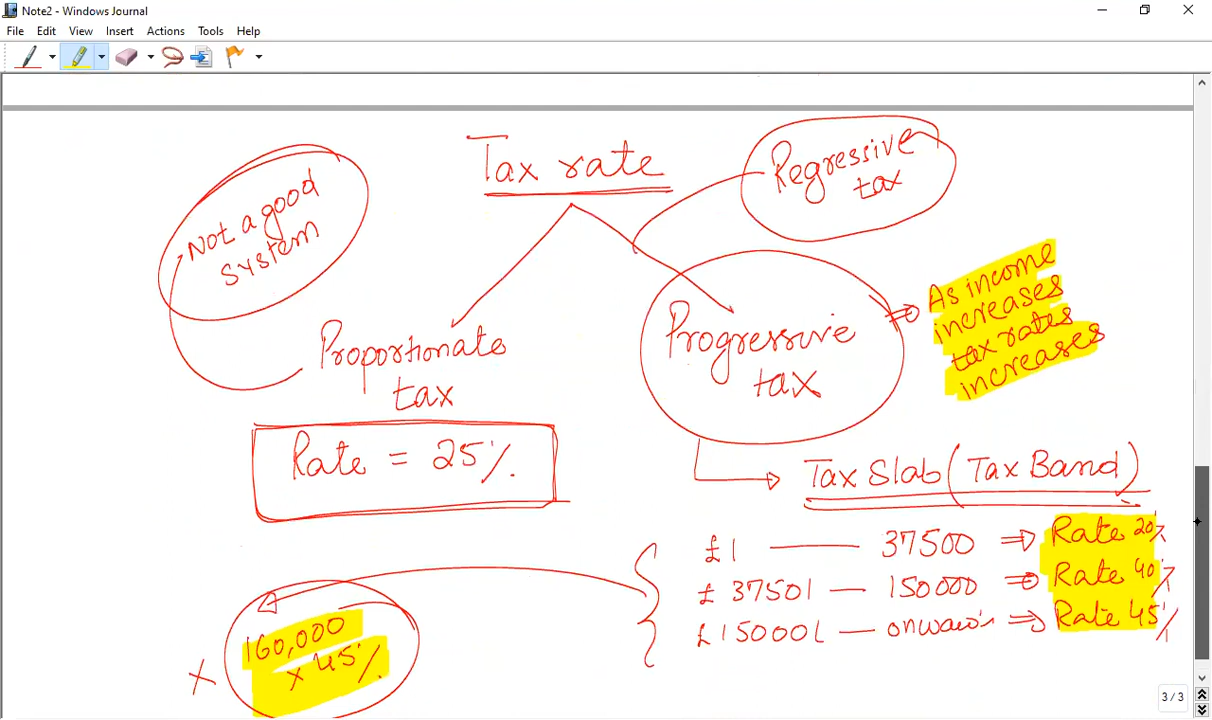 Note2 - Windows Journal
File Edit View Insert Actions Tools Help
Tax rate
Regressive
tax
Not a good
system
Proportionate
tax
Rate = 25%
Progressive
tax
As income
increases
tax rates
increases
Tax Slab (Tax Band)
£1 — 37500 ⇒ Rate 20%
£37501 — 150000 ⇒ Rate 40%
£150001 — onwards ⇒ Rate 45%
160,000
x 45%
X
3 / 3